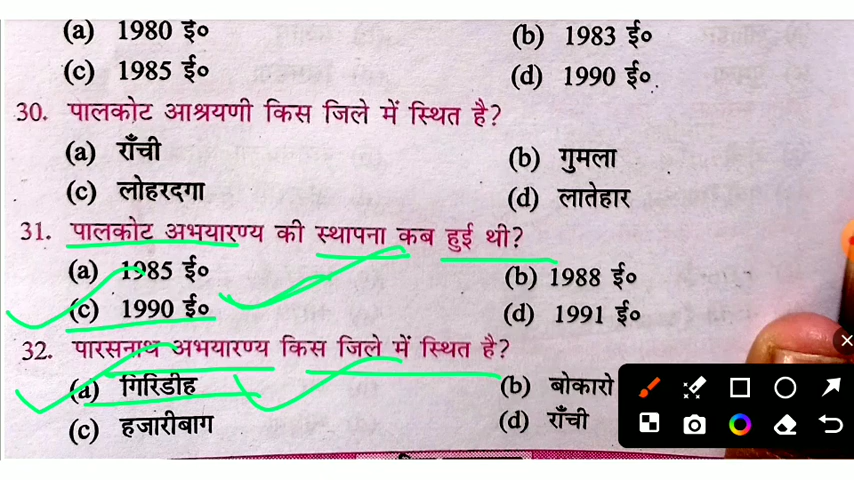 (a) 1980 ई० (b) 1983 ई०
(c) 1985 ई० (d) 1990 ई०
30. पालकोट आश्रयणी किस जिले में स्थित है?
(a) राँची (b) गुमला
(c) लोहरदगा (d) लातेहार
31. पालकोट अभयारण्य की स्थापना कब हुई थी?
(a) 1985 ई० (b) 1988 ई०
(c) 1990 ई० (d) 1991 ई०
32. पारसनाथ अभयारण्य किस जिले में स्थित है?
(a) गिरिडीह (b) बोकारो
(c) हजारीबाग (d) राँची